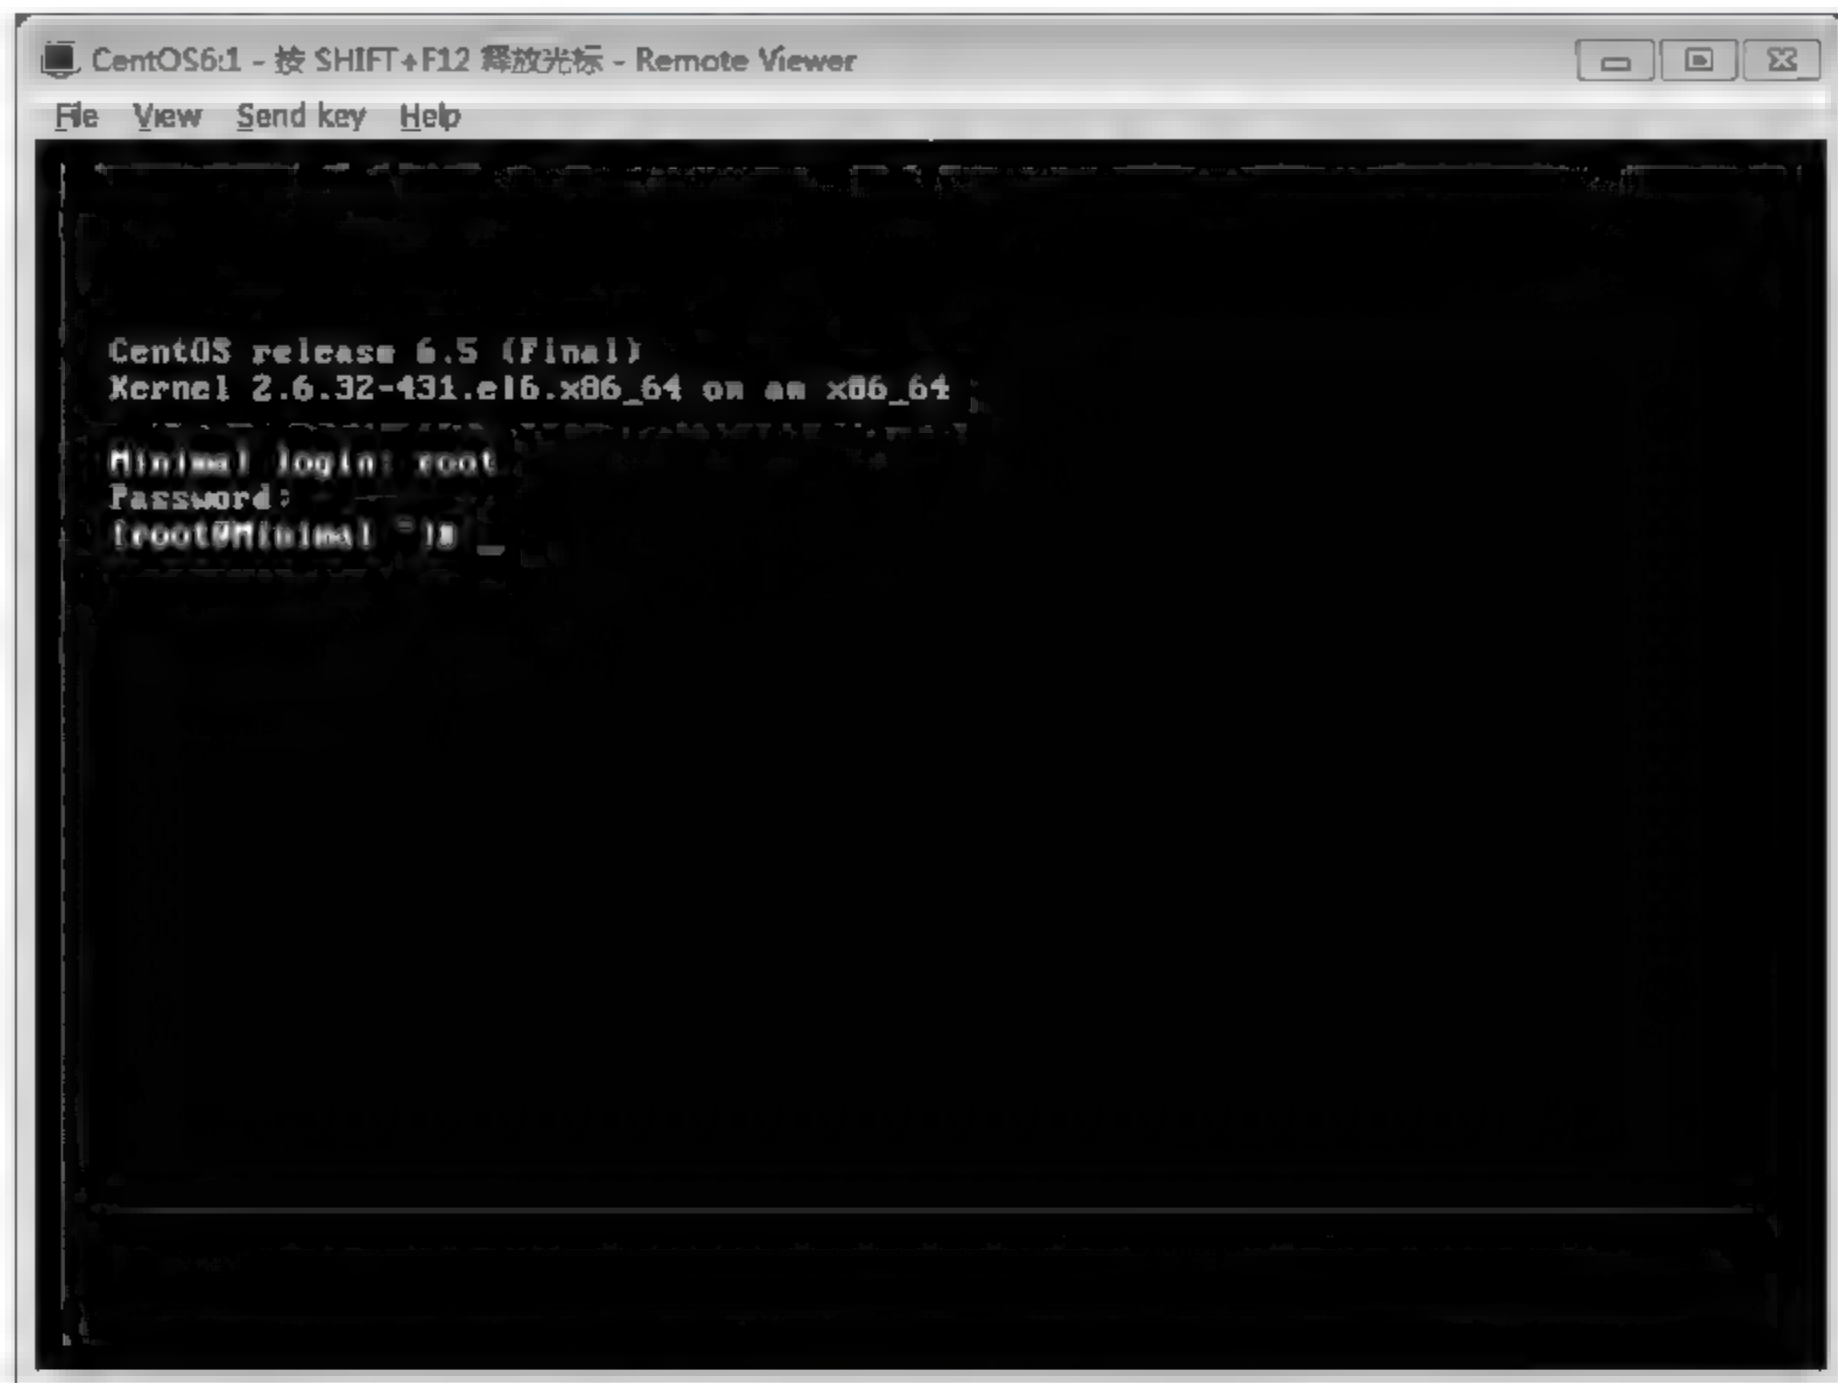 CentOS6:1 - 按 SHIFT+F12 释放光标 - Remote Viewer
File View Send key Help
CentOS release 6.5 (Final)
Kernel 2.6.32-431.el6.x86_64 on an x86_64
Minimal login: root
Password:
[root@Minimal ~]# _